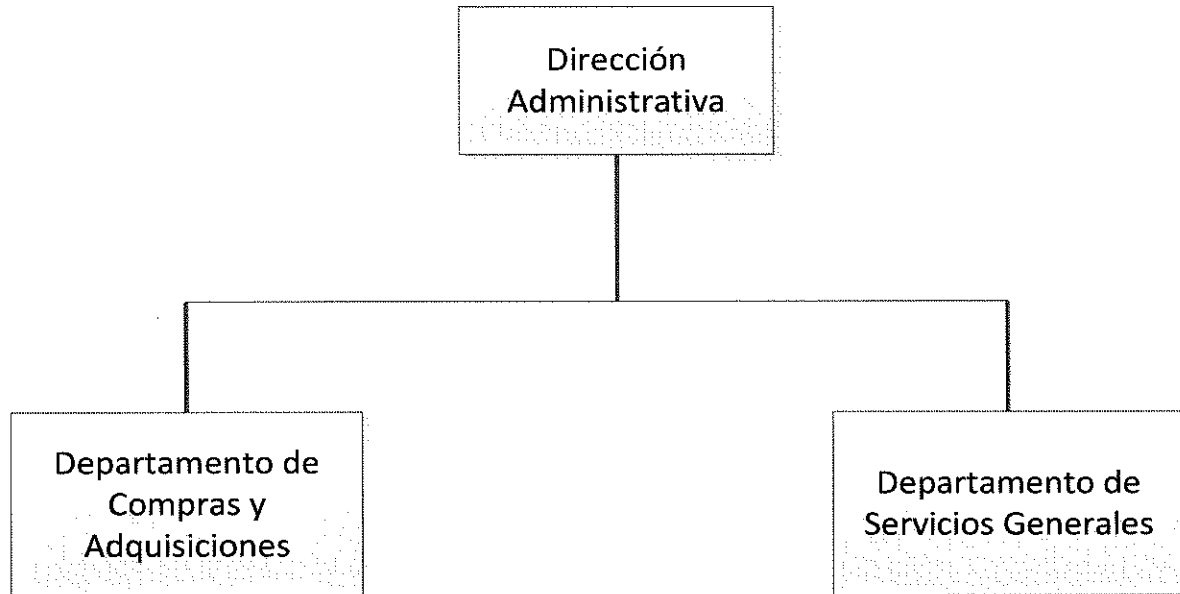 Dirección
Administrativa
Departamento de
Compras y
Adquisiciones
Departamento de
Servicios Generales